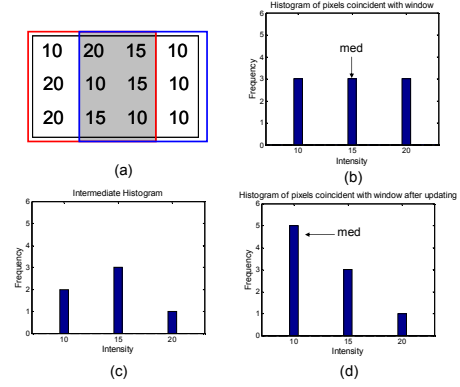 10 20 15 10
20 10 15 10
20 15 10 10
(a)
Histogram of pixels coincident with window
6
5
4
3
2
1
0
Frequency
med
10 15 20
Intensity
(b)
Intermediate Histogram
6
5
4
3
2
1
0
Frequency
10 15 20
Intensity
(c)
Histogram of pixels coincident with window after updating
6
5
4
3
2
1
0
Frequency
med
10 15 20
Intensity
(d)